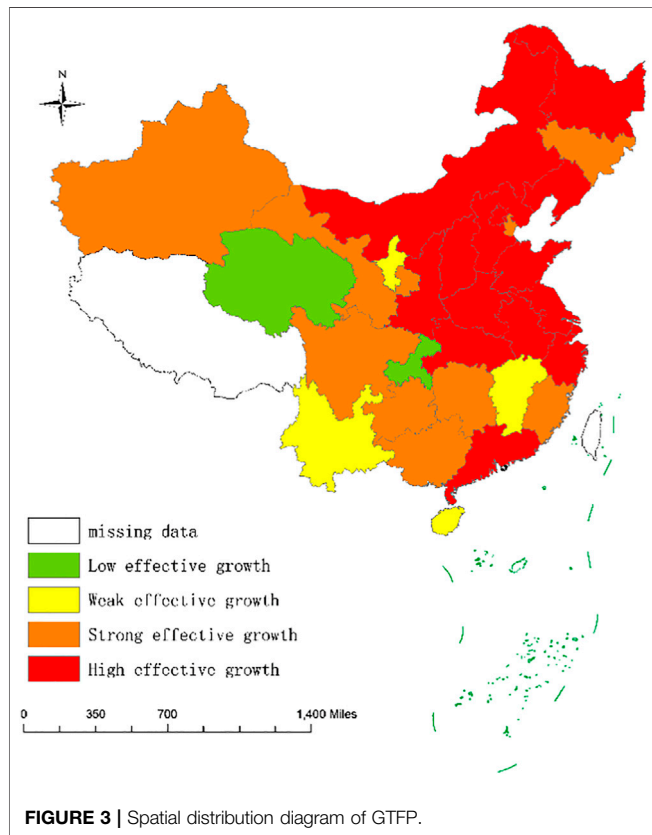 N
missing data
Low effective growth
Weak effective growth
Strong effective growth
High effective growth
0 350 700 1,400 Miles
FIGURE 3 | Spatial distribution diagram of GTFP.